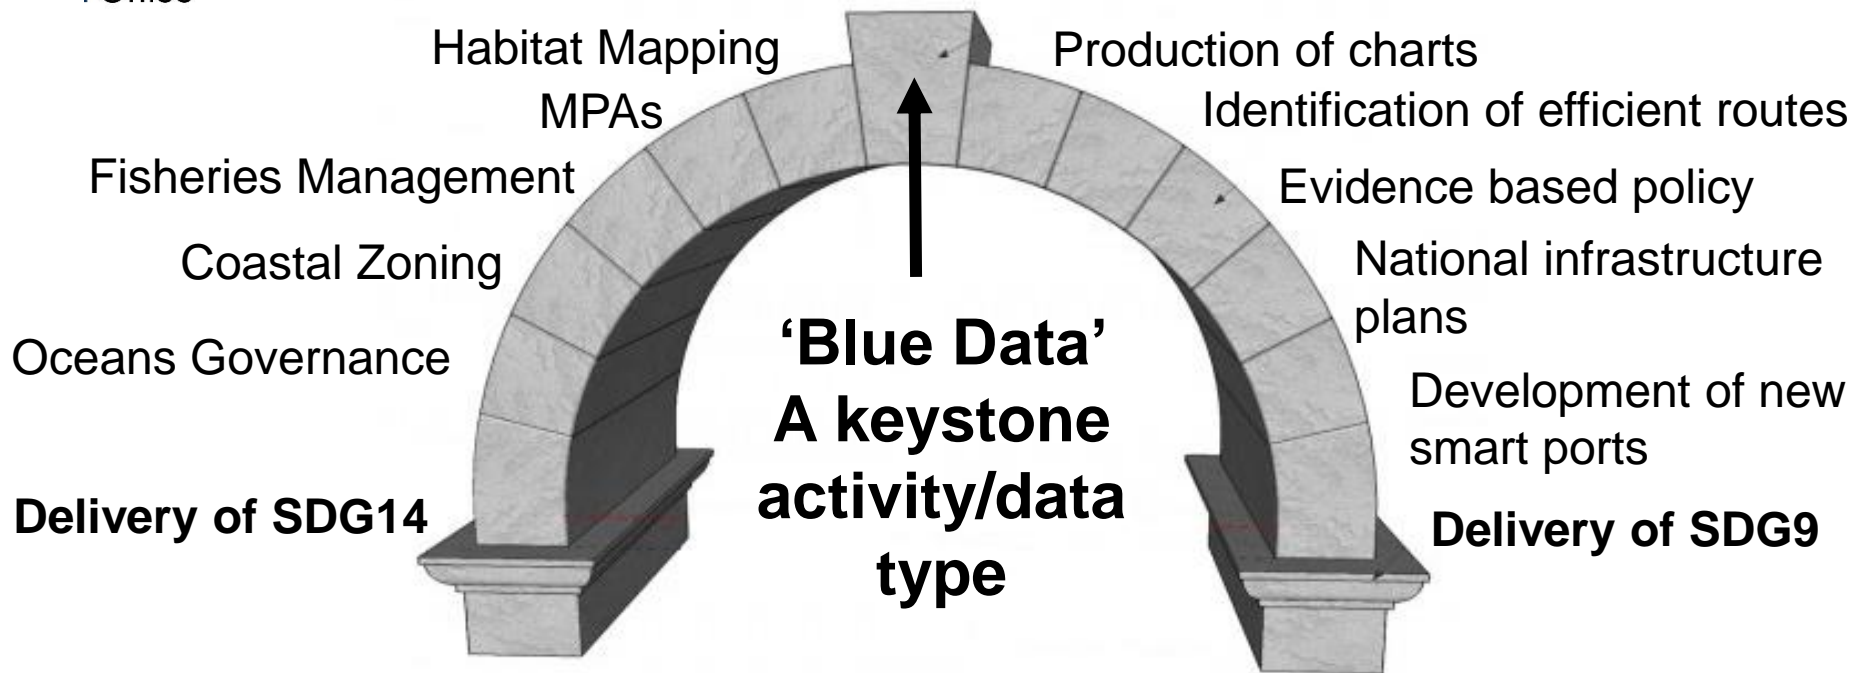 Habitat Mapping
MPAs
Fisheries Management
Coastal Zoning
Oceans Governance
Delivery of SDG14
‘Blue Data’
A keystone
activity/data
type
Production of charts
Identification of efficient routes
Evidence based policy
National infrastructure
plans
Development of new
smart ports
Delivery of SDG9